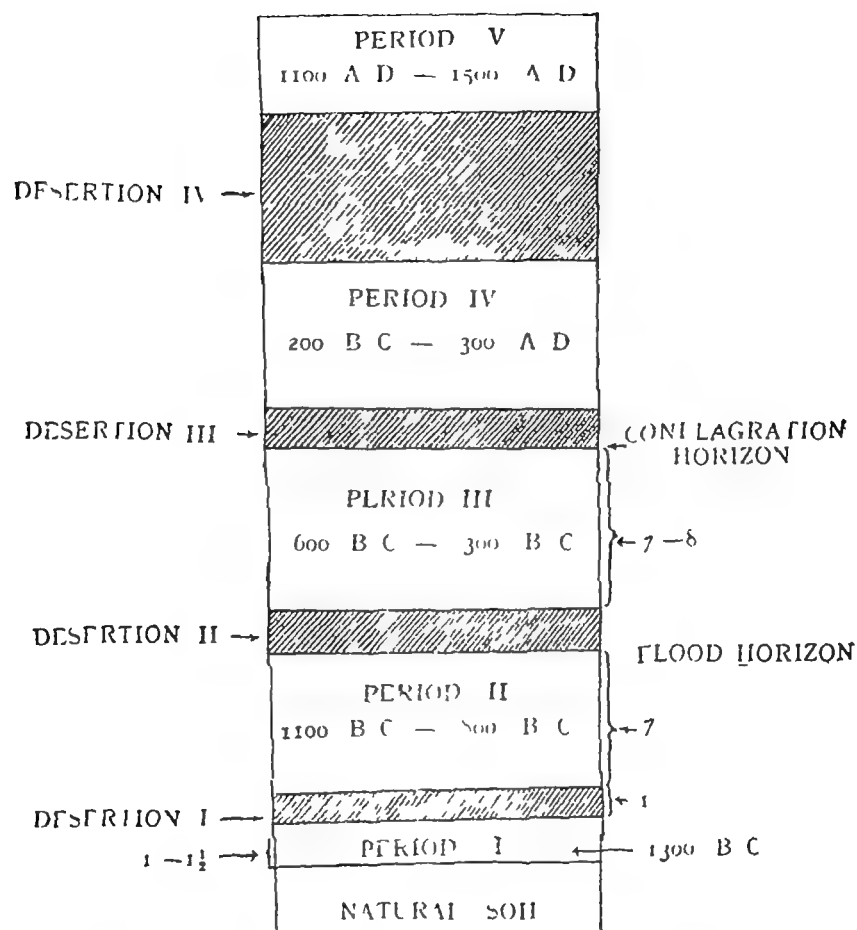 PERIOD V
1100 A D — 1500 A D
DESERTION IV
PERIOD IV
200 B C — 300 A D
DESERTION III
CONFLAGRATION
HORIZON
PERIOD III
600 B C — 300 B C
7 — 8
DESERTION II
FLOOD HORIZON
PERIOD II
1100 B C — 800 B C
7
1
DESERTION I
1 — 1½
PERIOD I
1300 B C
NATURAL SOIL